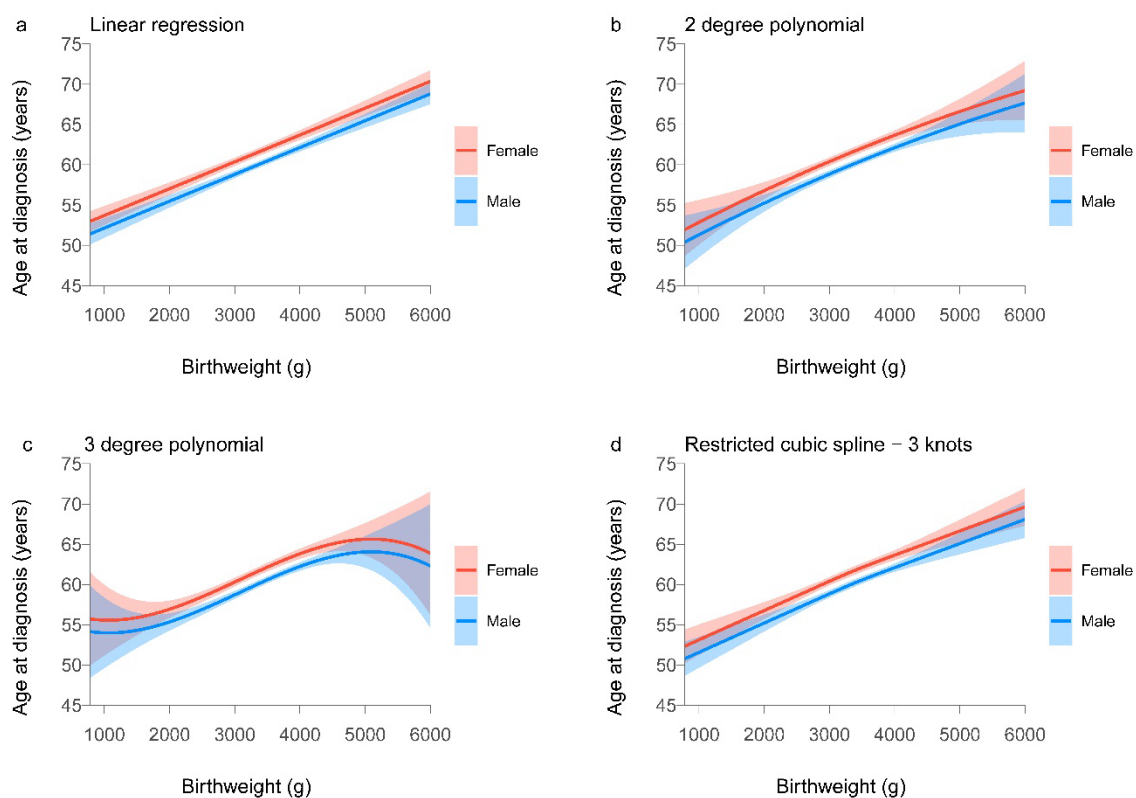 a Linear regression
75
70
65
60
55
50
45
Age at diagnosis (years)
1000 2000 3000 4000 5000 6000
Birthweight (g)
Female
Male
b 2 degree polynomial
75
70
65
60
55
50
45
Age at diagnosis (years)
1000 2000 3000 4000 5000 6000
Birthweight (g)
Female
Male
c 3 degree polynomial
75
70
65
60
55
50
45
Age at diagnosis (years)
1000 2000 3000 4000 5000 6000
Birthweight (g)
Female
Male
d Restricted cubic spline − 3 knots
75
70
65
60
55
50
45
Age at diagnosis (years)
1000 2000 3000 4000 5000 6000
Birthweight (g)
Female
Male